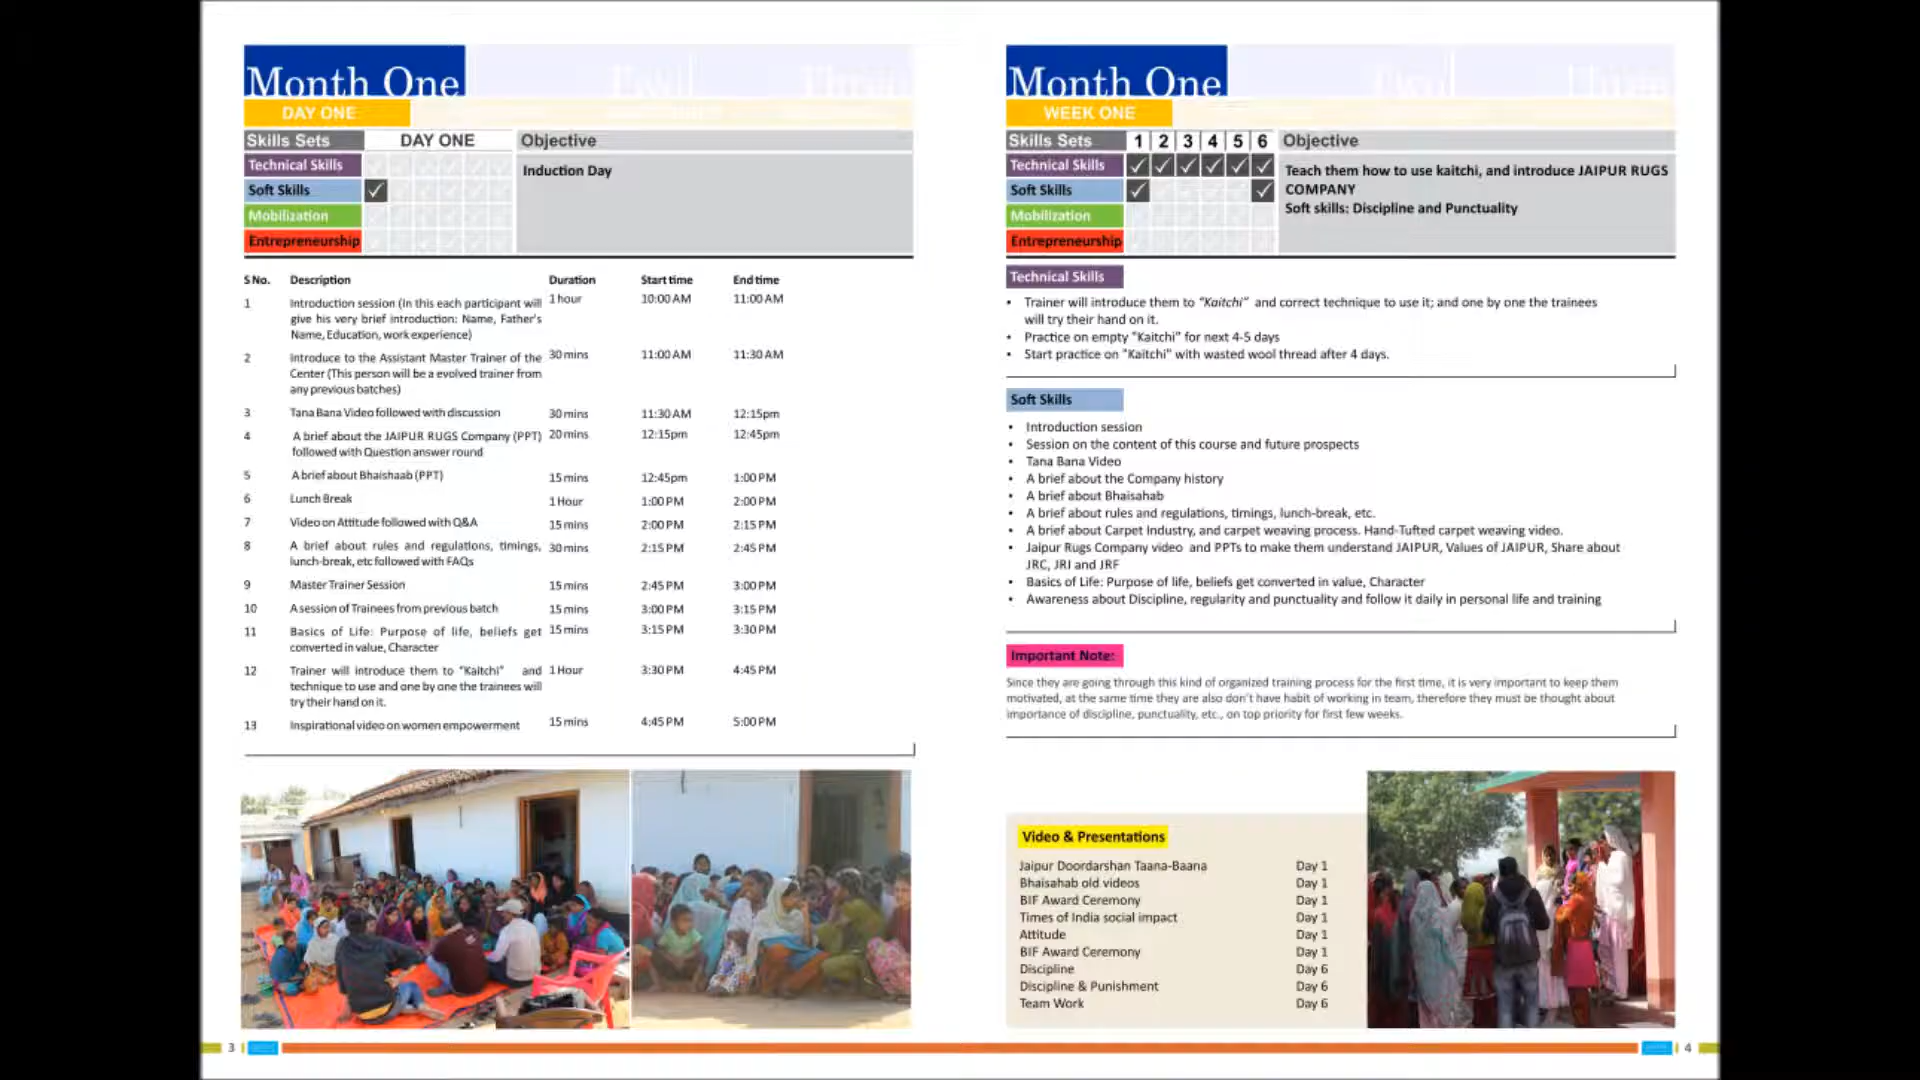 Month One
DAY ONE
Skills Sets DAY ONE Objective
Technical Skills
Soft Skills
Mobilization
Entrepreneurship
Induction Day
S No. Description Duration Start time End time
1 Introduction session (In this each participant will 1 hour 10:00 AM 11:00 AM
give his very brief introduction: Name, Father's
Name, Education, work experience)
2 Introduce to the Assistant Master Trainer of the 30 mins 11:00 AM 11:30 AM
Center (This person will be a evolved trainer from
any previous batches)
3 Tana Bana Video followed with discussion 30 mins 11:30 AM 12:15pm
4 A brief about the JAIPUR RUGS Company (PPT) 20 mins 12:15pm 12:45pm
followed with Question answer round
5 A brief about Bhaishaab (PPT) 15 mins 12:45pm 1:00 PM
6 Lunch Break 1 Hour 1:00 PM 2:00 PM
7 Video on Attitude followed with Q&A 15 mins 2:00 PM 2:15 PM
8 A brief about rules and regulations, timings, 30 mins 2:15 PM 2:45 PM
lunch-break, etc followed with FAQs
9 Master Trainer Session 15 mins 2:45 PM 3:00 PM
10 A session of Trainees from previous batch 15 mins 3:00 PM 3:15 PM
11 Basics of Life: Purpose of life, beliefs get 15 mins 3:15 PM 3:30 PM
converted in value, Character
12 Trainer will introduce them to "Kaitchi" and 1 Hour 3:30 PM 4:45 PM
technique to use and one by one the trainees will
try their hand on it.
13 Inspirational video on women empowerment 15 mins 4:45 PM 5:00 PM
3
Month One
WEEK ONE
Skills Sets 1 2 3 4 5 6 Objective
Technical Skills
Soft Skills
Mobilization
Entrepreneurship
Teach them how to use kaitchi, and introduce JAIPUR RUGS
COMPANY
Soft skills: Discipline and Punctuality
Technical Skills
• Trainer will introduce them to "Kaitchi" and correct technique to use it; and one by one the trainees
will try their hand on it.
• Practice on empty "Kaitchi" for next 4-5 days
• Start practice on "Kaitchi" with wasted wool thread after 4 days.
Soft Skills
• Introduction session
• Session on the content of this course and future prospects
• Tana Bana Video
• A brief about the Company history
• A brief about Bhaisahab
• A brief about rules and regulations, timings, lunch-break, etc.
• A brief about Carpet Industry, and carpet weaving process. Hand-Tufted carpet weaving video.
• Jaipur Rugs Company video and PPTs to make them understand JAIPUR, Values of JAIPUR, Share about
JRC, JRI and JRF
• Basics of Life: Purpose of life, beliefs get converted in value, Character
• Awareness about Discipline, regularity and punctuality and follow it daily in personal life and training
Important Note:
Since they are going through this kind of organized training process for the first time, it is very important to keep them
motivated, at the same time they are also don't have habit of working in team, therefore they must be thought about
importance of discipline, punctuality, etc., on top priority for first few weeks.
Video & Presentations
Jaipur Doordarshan Taana-Baana Day 1
Bhaisahab old videos Day 1
BIF Award Ceremony Day 1
Times of India social impact Day 1
Attitude Day 1
BIF Award Ceremony Day 1
Discipline Day 6
Discipline & Punishment Day 6
Team Work Day 6
4